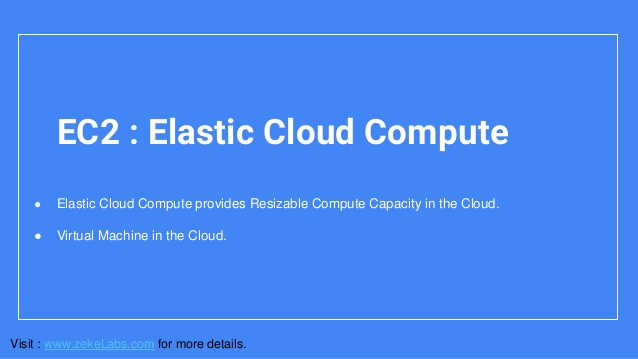 EC2 : Elastic Cloud Compute
● Elastic Cloud Compute provides Resizable Compute Capacity in the Cloud.
● Virtual Machine in the Cloud.
Visit : www.zekeLabs.com for more details.